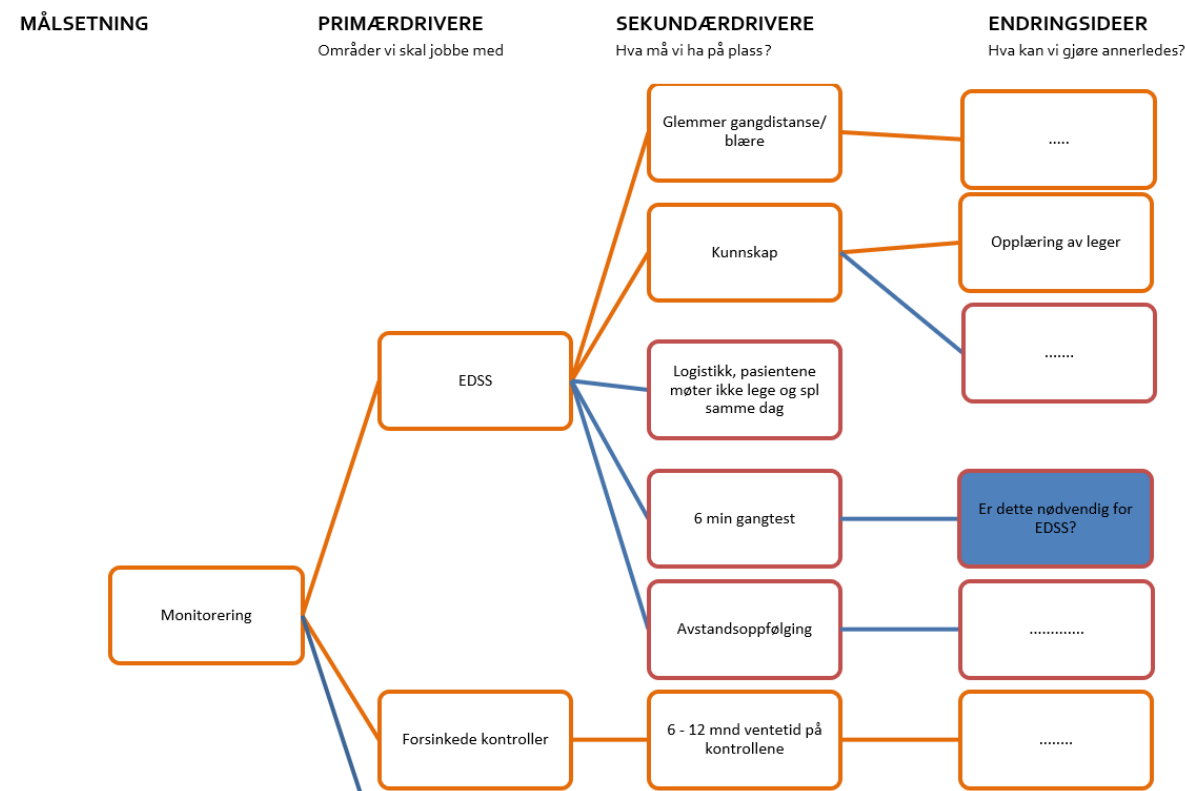 MÅLSETNING
PRIMÆRDRIVERE
Områder vi skal jobbe med
SEKUNDÆRDRIVERE
Hva må vi ha på plass?
ENDRINGSIDEER
Hva kan vi gjøre annerledes?
Glemmer gangdistanse/
blære
.....
Kunnskap
Opplæring av leger
.......
EDSS
Logistikk, pasientene
møter ikke lege og spl
samme dag
6 min gangtest
Er dette nødvendig for
EDSS?
Monitorering
Avstandsoppfølging
.............
Forsinkede kontroller
6 - 12 mnd ventetid på
kontrollene
........